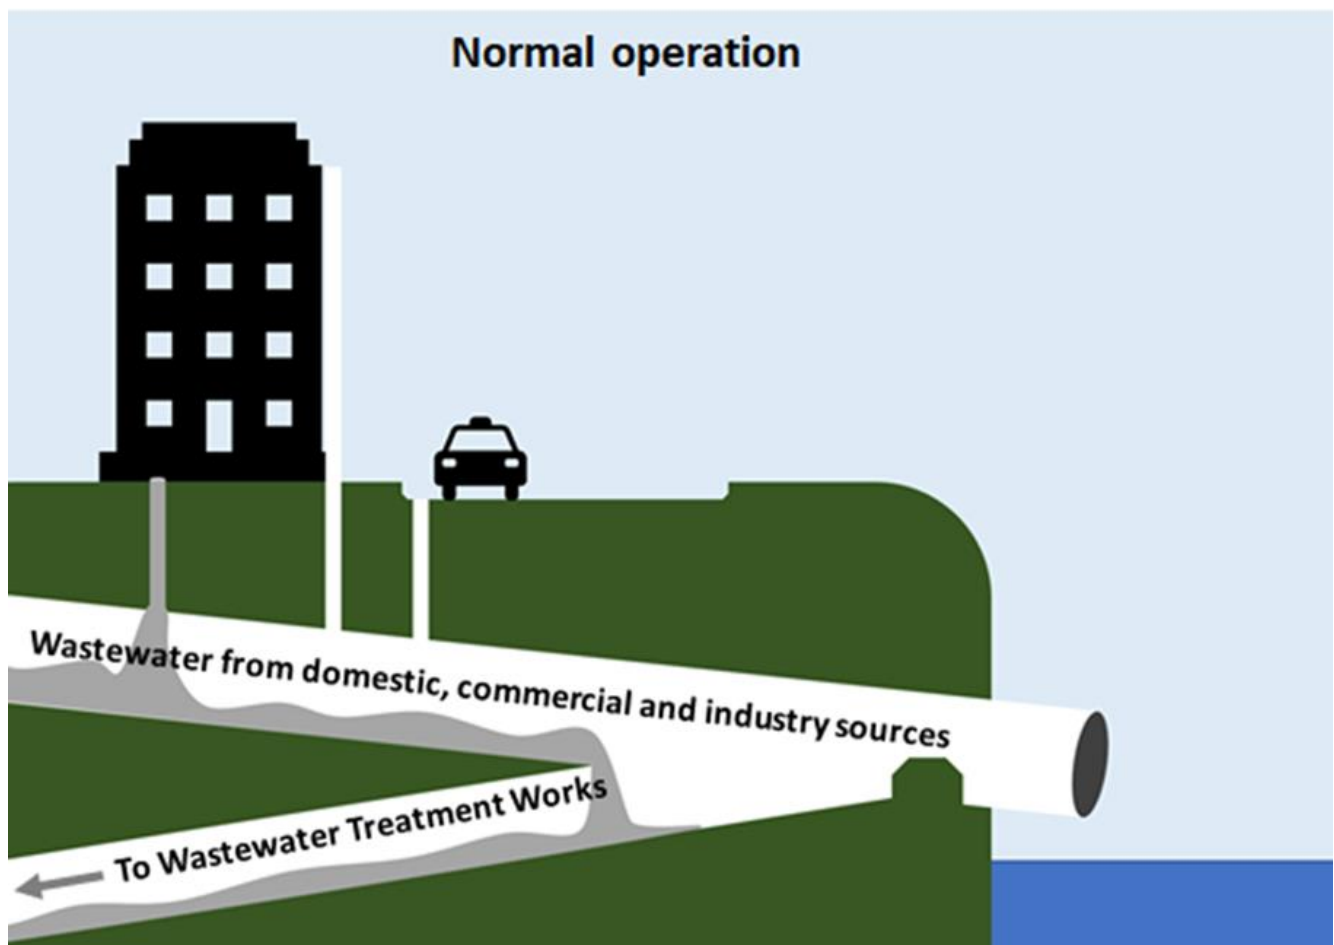 Normal operation
Wastewater from domestic, commercial and industry sources
To Wastewater Treatment Works